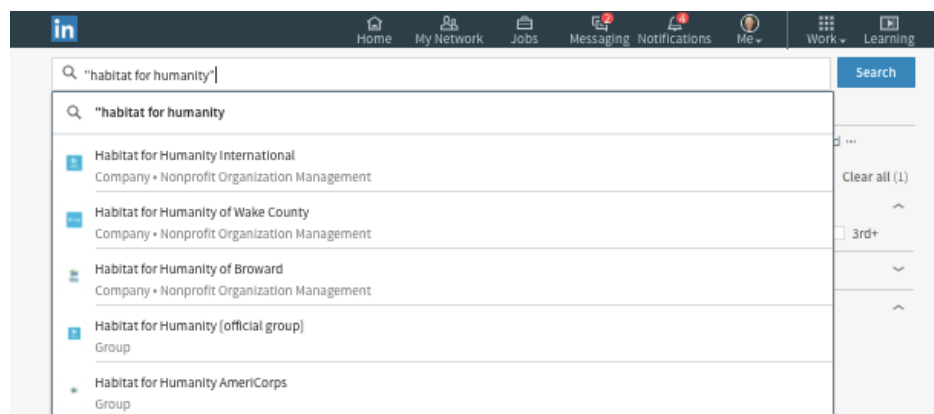 in
2
4
Home
My Network
Jobs
Messaging
Notifications
Me
Work
Learning
"habitat for humanity"
Search
"habitat for humanity
Habitat for Humanity International
Company • Nonprofit Organization Management
Clear all (1)
Habitat for Humanity of Wake County
Company • Nonprofit Organization Management
3rd+
Habitat for Humanity of Broward
Company • Nonprofit Organization Management
Habitat for Humanity (official group)
Group
Habitat for Humanity AmeriCorps
Group